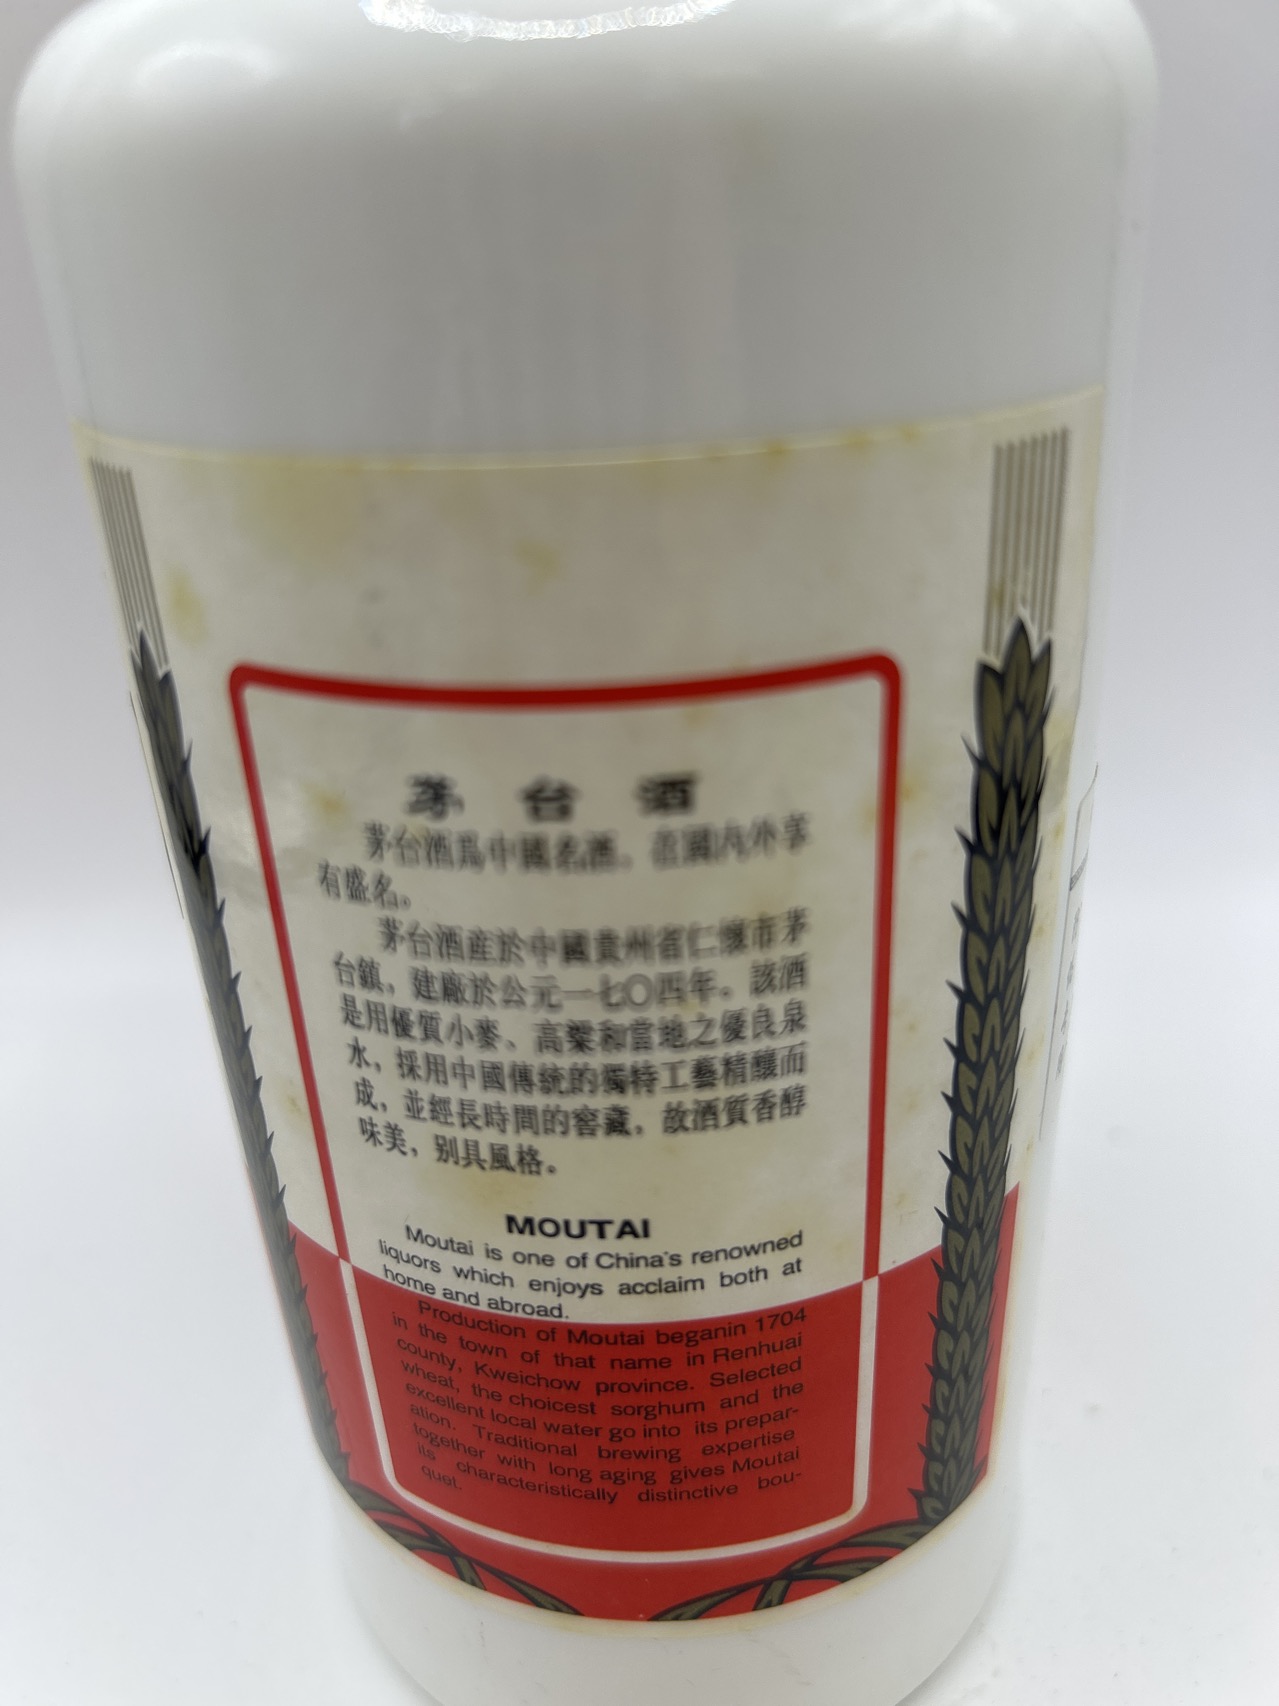 茅台酒
茅台酒爲中國名酒，在國内外享
有盛名。
茅台酒産於中國貴州省仁懷市茅
台鎮，建廠於公元一七〇四年。該酒
是用優質小麥、高粱和當地之優良泉
水，採用中國傳統的獨特工藝精釀而
成，並經長時間的窖藏，故酒質香醇
味美，别具風格。
MOUTAI
Moutai is one of China's renowned
liquors which enjoys acclaim both at
home and abroad.
Production of Moutai beganin 1704
in the town of that name in Renhuai
county, Kweichow province. Selected
wheat, the choicest sorghum and the
excellent local water go into its prepar-
ation. Traditional brewing expertise
together with long aging gives Moutai
its characteristically distinctive bou-
quet.